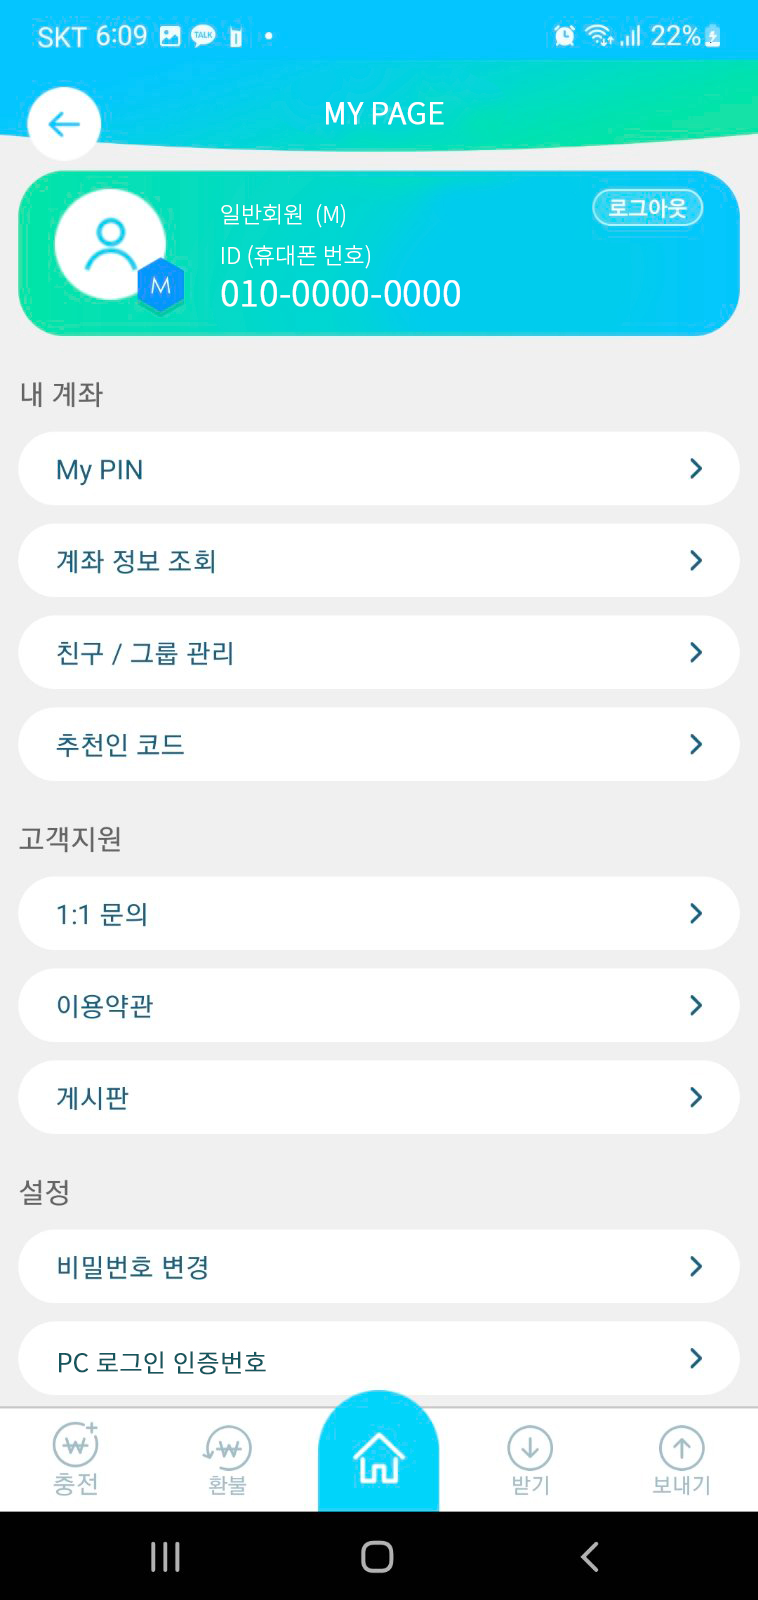 SKT 6:09 TALK 22%
MY PAGE
일반회원 (M)
로그아웃
ID (휴대폰 번호)
M
010-0000-0000
내 계좌
My PIN
계좌 정보 조회
친구 / 그룹 관리
추천인 코드
고객지원
1:1 문의
이용약관
게시판
설정
비밀번호 변경
PC 로그인 인증번호
충전 환불 받기 보내기